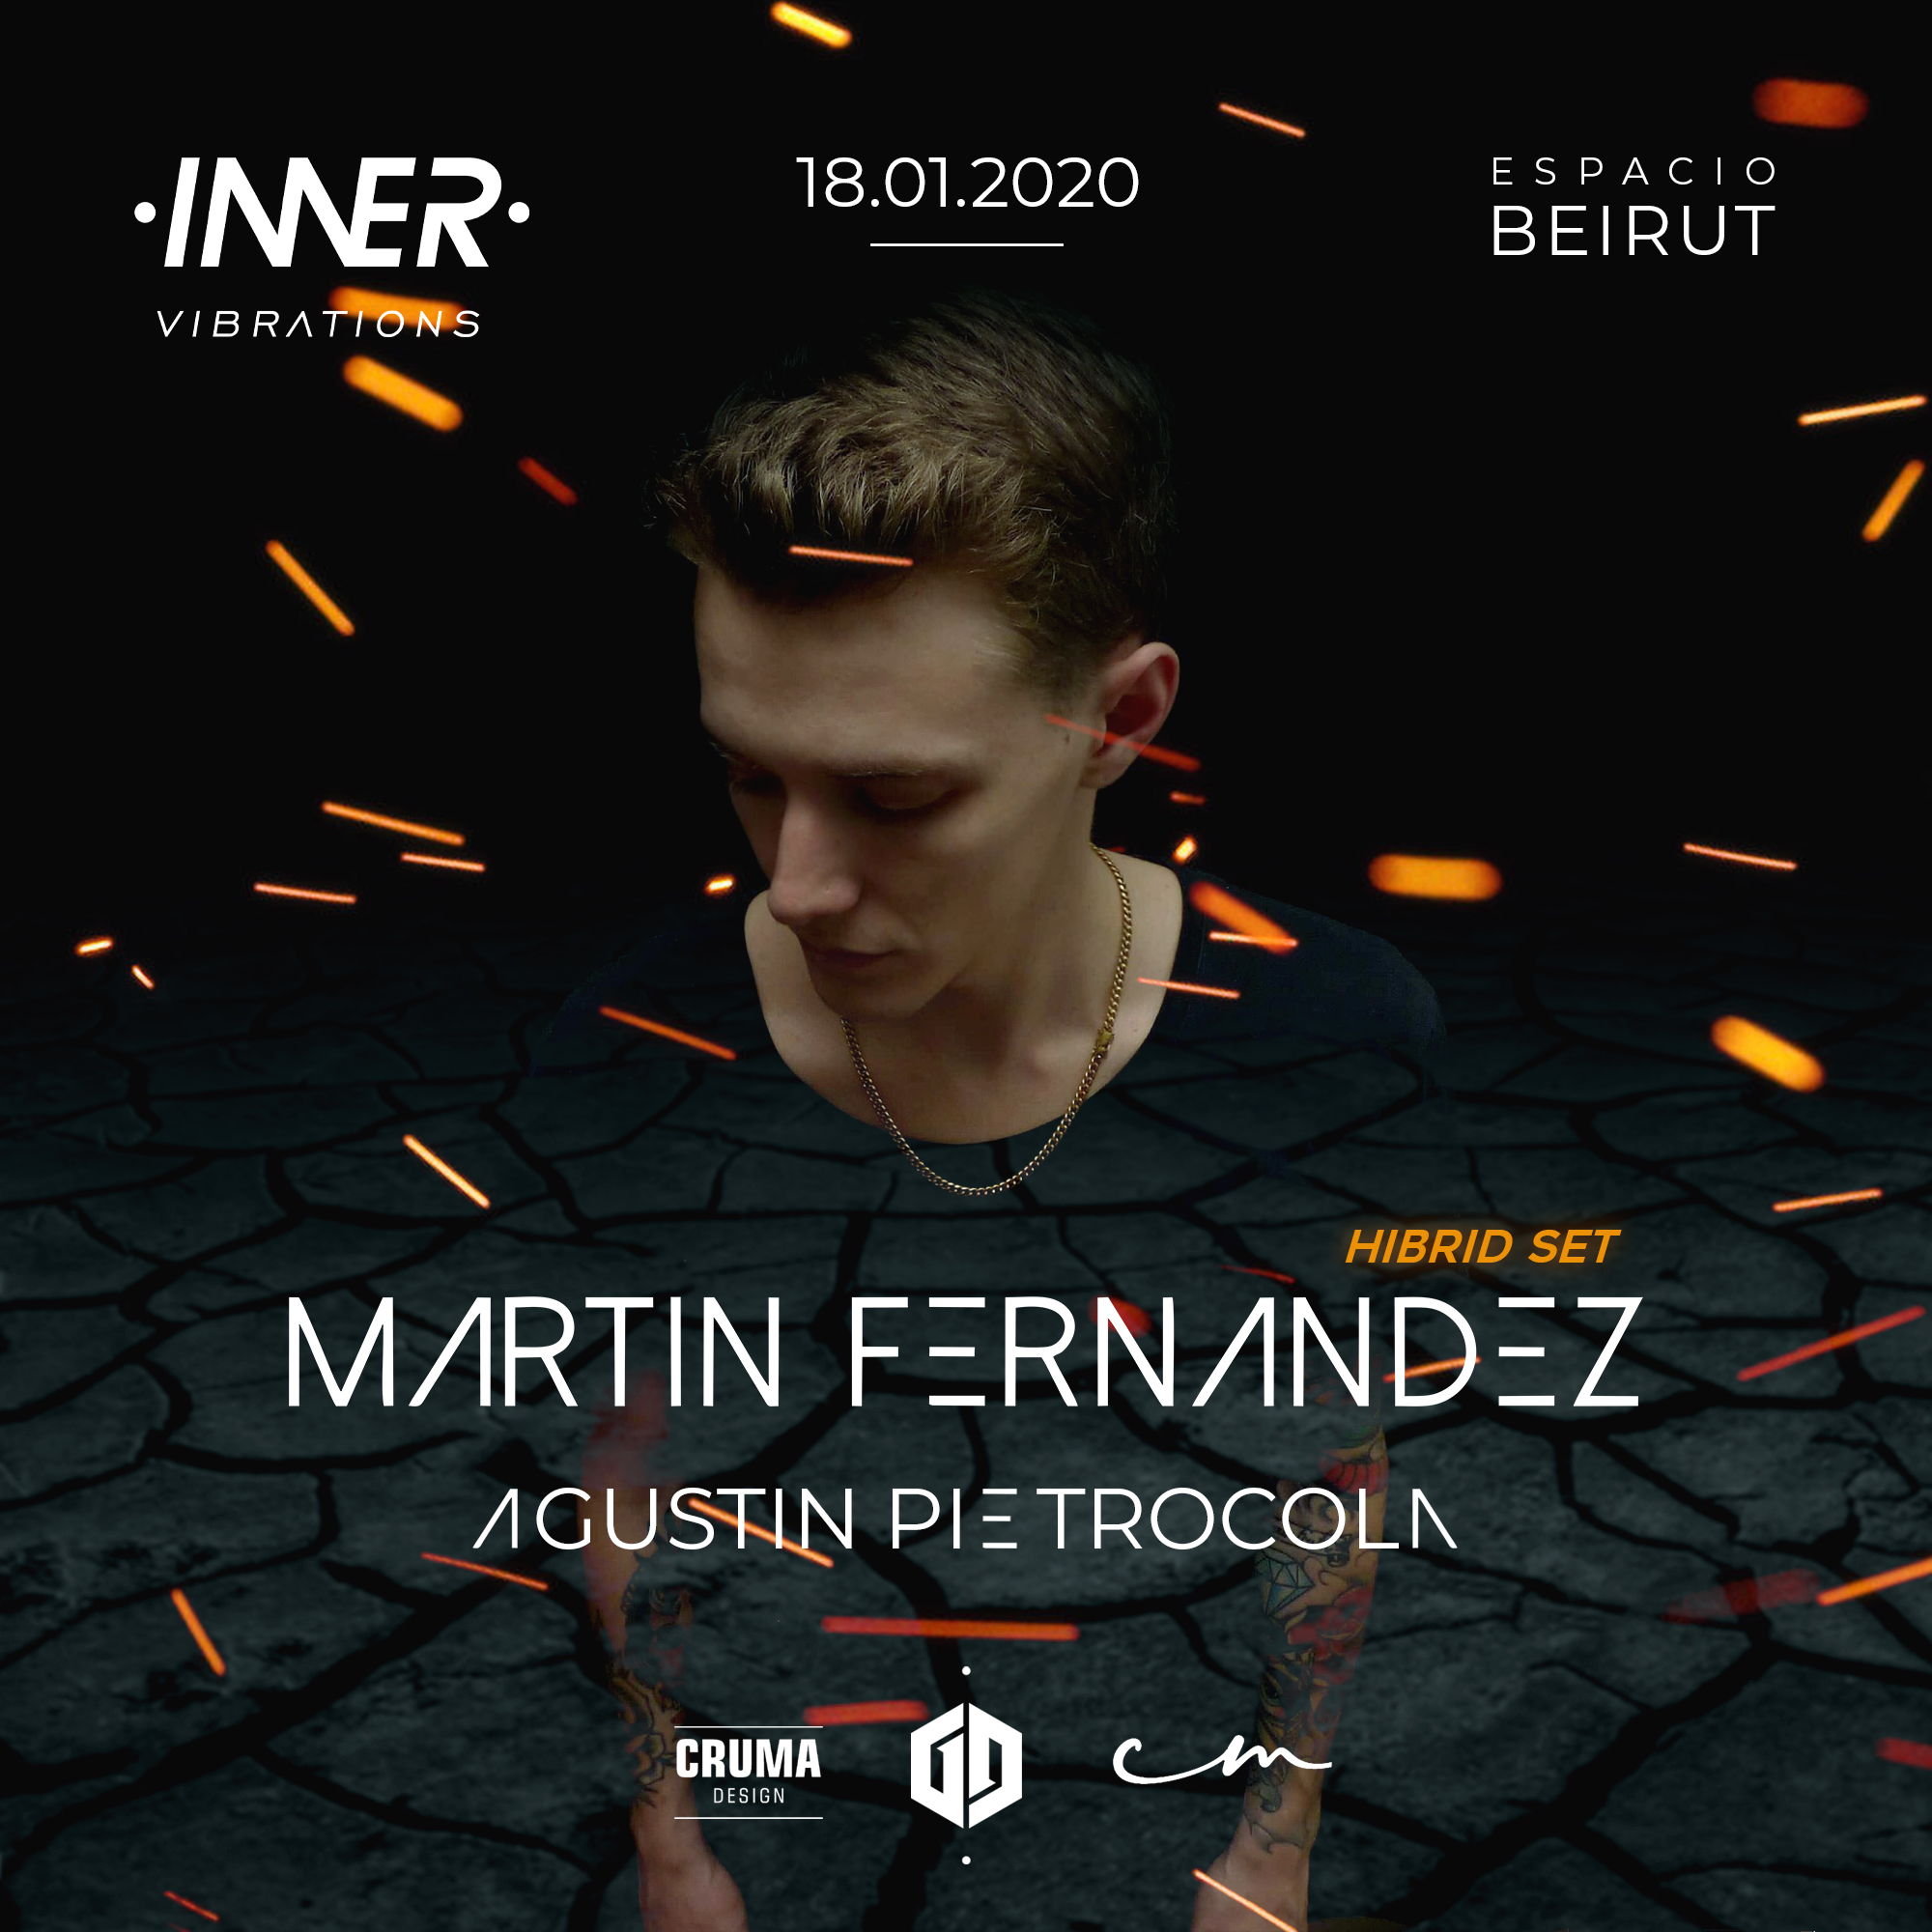 INNER
VIBRATIONS
18.01.2020
ESPACIO
BEIRUT
HIBRID SET
MARTIN FERNANDEZ
AGUSTIN PIETROCOLA
CRUMA
DESIGN
cm